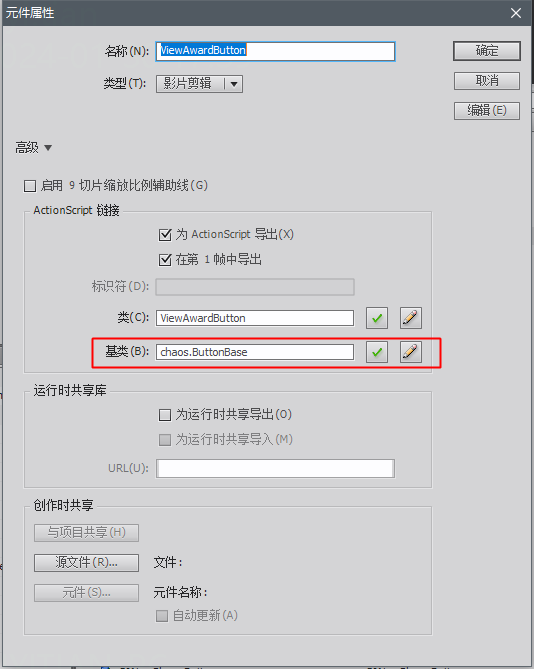 元件属性
名称(N): ViewAwardButton 确定
类型(T): 影片剪辑 取消
编辑(E)
高级
启用 9 切片缩放比例辅助线(G)
ActionScript 链接
为 ActionScript 导出(X)
在第 1 帧中导出
标识符(D):
类(C): ViewAwardButton
基类(B): chaos.ButtonBase
运行时共享库
为运行时共享导出(O)
为运行时共享导入(M)
URL(U):
创作时共享
与项目共享(H)
源文件(R)... 文件:
元件(S)... 元件名称:
自动更新(A)